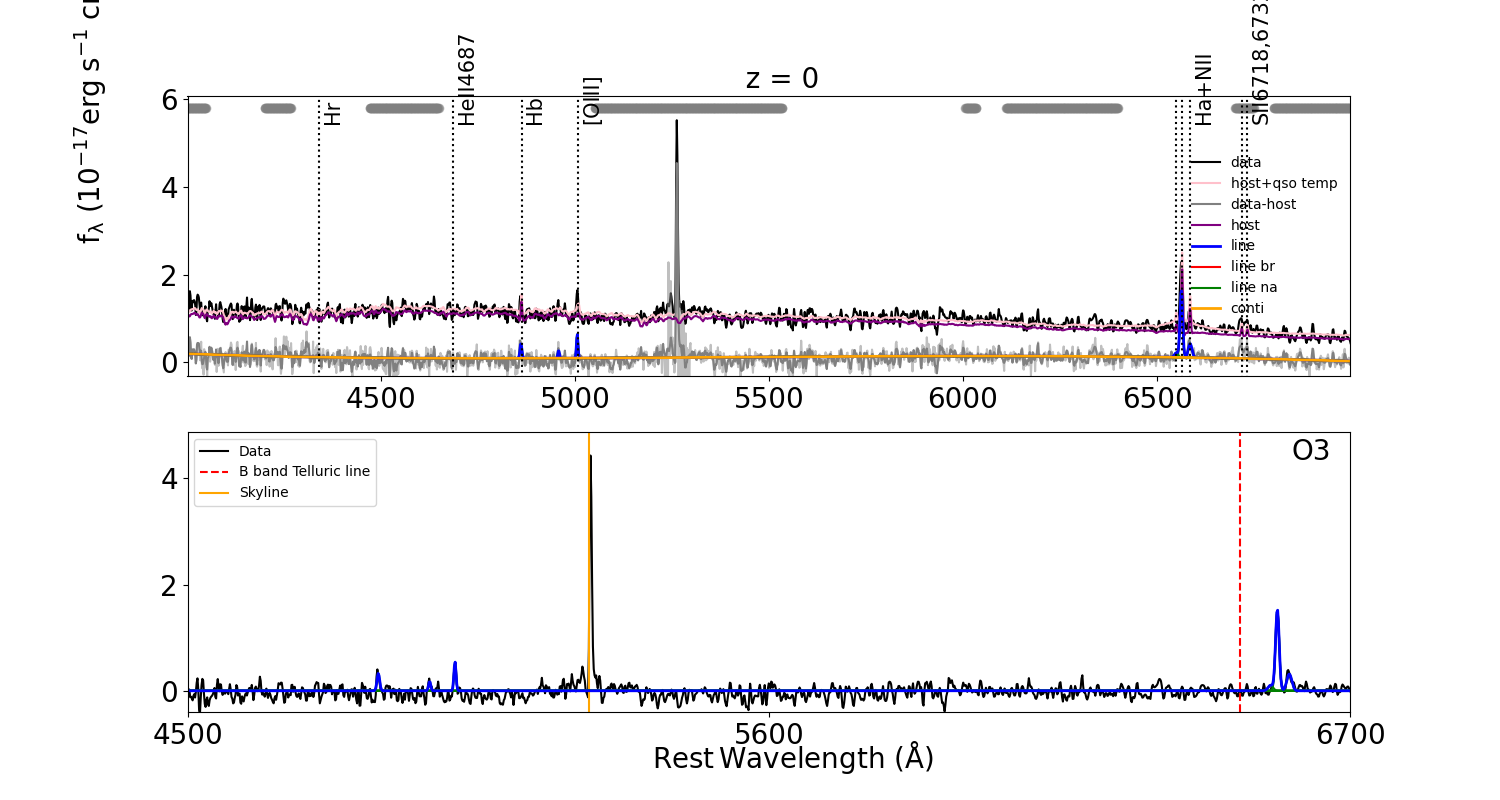 z = 0
f_λ (10^−17 erg s^−1 c
6
4
2
0
Hr
HeII4687
Hb
[OIII]
Ha+NII
SII6718,673
data
host+qso temp
data-host
host
line
line br
line na
conti
4500
5000
5500
6000
6500
Data
B band Telluric line
Skyline
O3
4
2
0
4500
5600
6700
Rest Wavelength (Å)